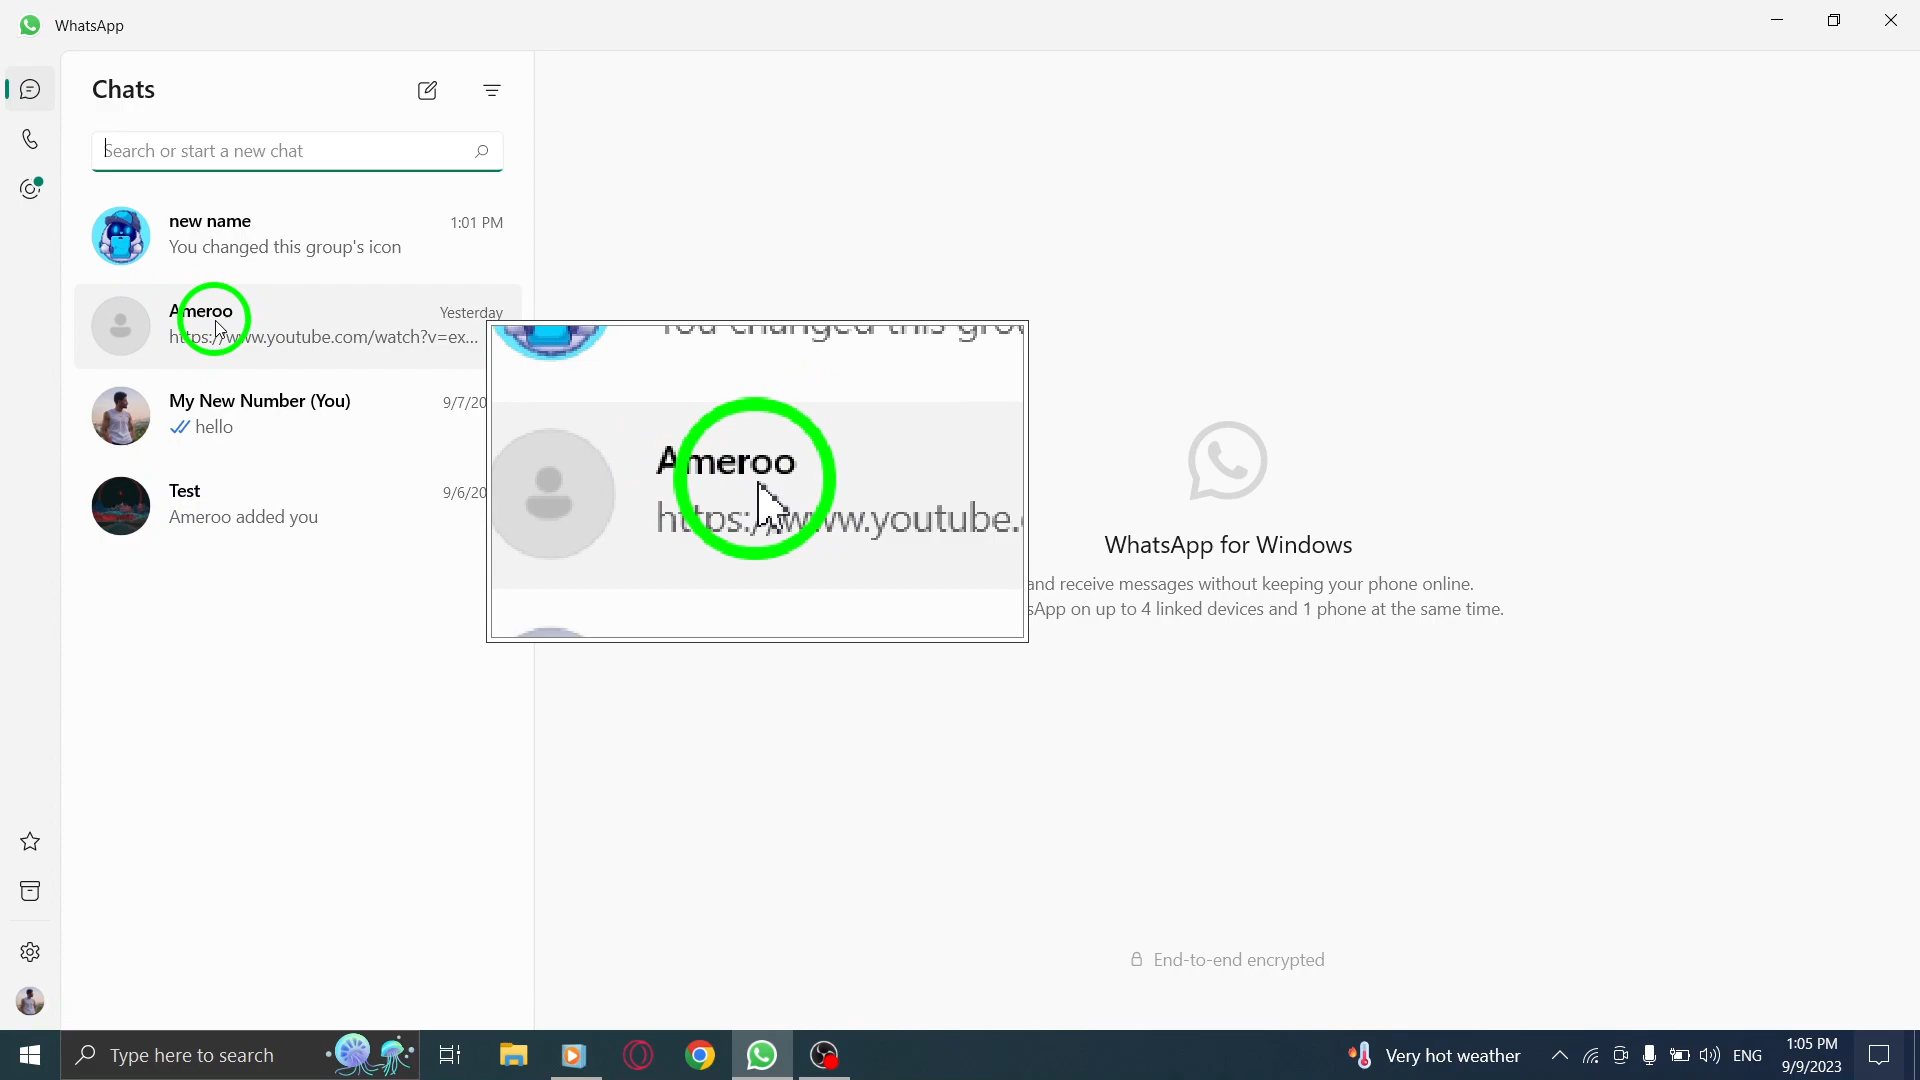 WhatsApp
Chats
Search or start a new chat
new name
1:01 PM
You changed this group's icon
Ameroo
Yesterday
https://www.youtube.com/watch?v=ex...
My New Number (You)
9/7/20
hello
Test
9/6/20
Ameroo added you
You changed this grou
Ameroo
https://www.youtube.
WhatsApp for Windows
and receive messages without keeping your phone online.
sApp on up to 4 linked devices and 1 phone at the same time.
End-to-end encrypted
Type here to search
Very hot weather
ENG
1:05 PM
9/9/2023